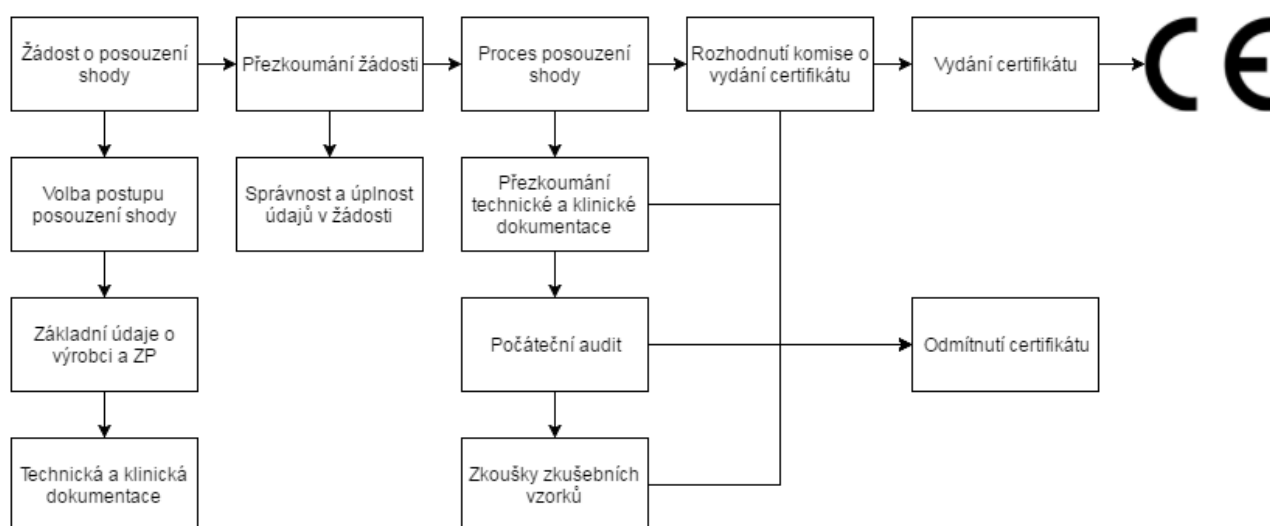 Žádost o posouzení
shody
Přezkoumání žádosti
Proces posouzení
shody
Rozhodnutí komise o
vydání certifikátu
Vydání certifikátu
CE
Volba postupu
posouzení shody
Správnost a úplnost
údajů v žádosti
Přezkoumání
technické a klinické
dokumentace
Základní údaje o
výrobci a ZP
Počáteční audit
Odmítnutí certifikátu
Technická a klinická
dokumentace
Zkoušky zkušebních
vzorků